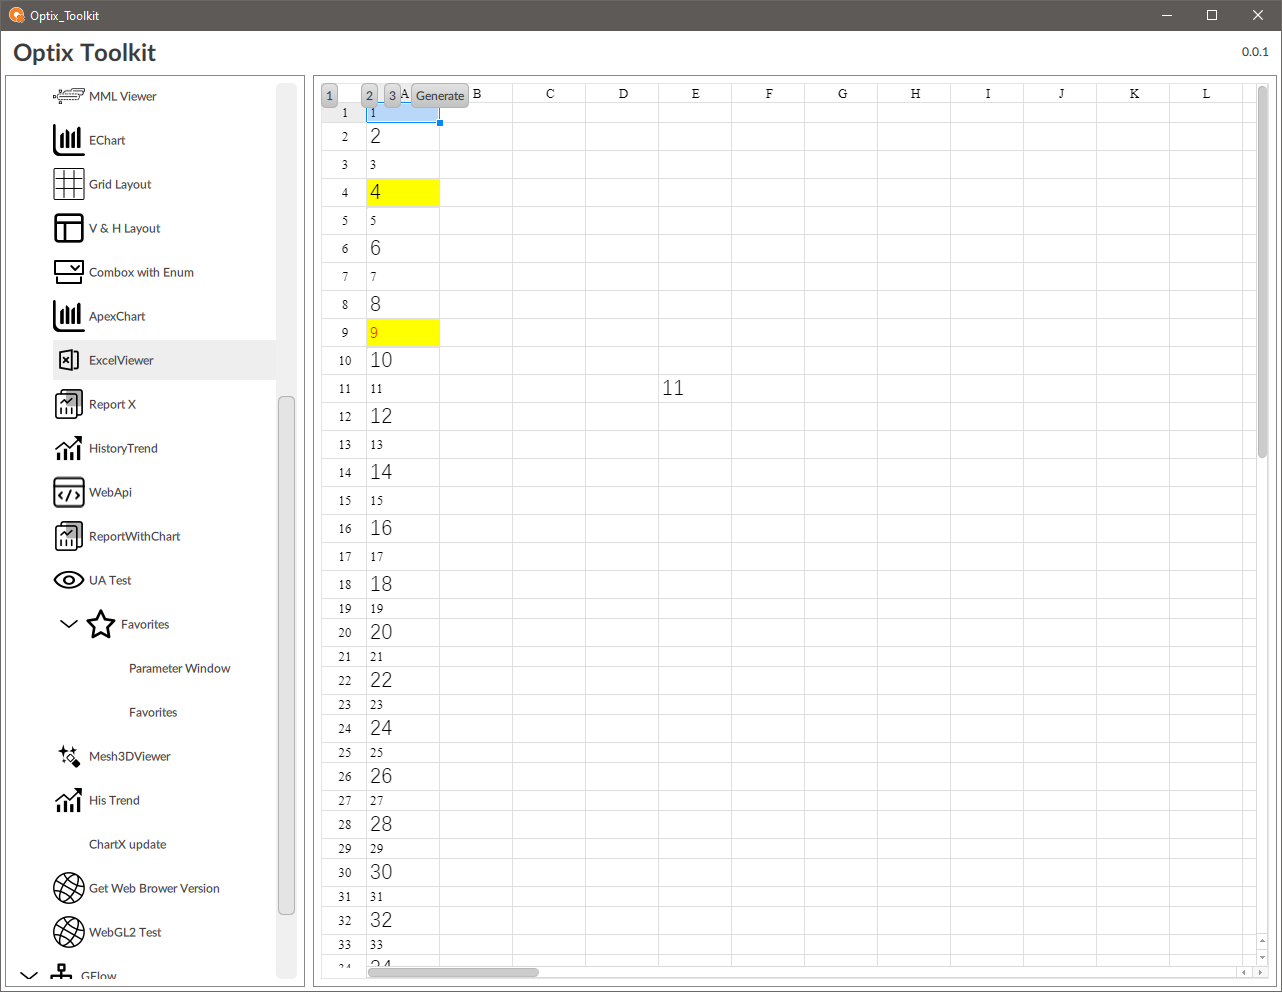 Optix_Toolkit
Optix Toolkit
0.0.1
MML Viewer
EChart
Grid Layout
V & H Layout
Combox with Enum
ApexChart
ExcelViewer
Report X
HistoryTrend
WebApi
ReportWithChart
UA Test
Favorites
Parameter Window
Favorites
Mesh3DViewer
His Trend
ChartX update
Get Web Brower Version
WebGL2 Test
GFlow
1 2 3 Generate
A B C D E F G H I J K L
1 1
2 2
3 3
4 4
5 5
6 6
7 7
8 8
9 9
10 10
11 11 11
12 12
13 13
14 14
15 15
16 16
17 17
18 18
19 19
20 20
21 21
22 22
23 23
24 24
25 25
26 26
27 27
28 28
29 29
30 30
31 31
32 32
33 33
34 34